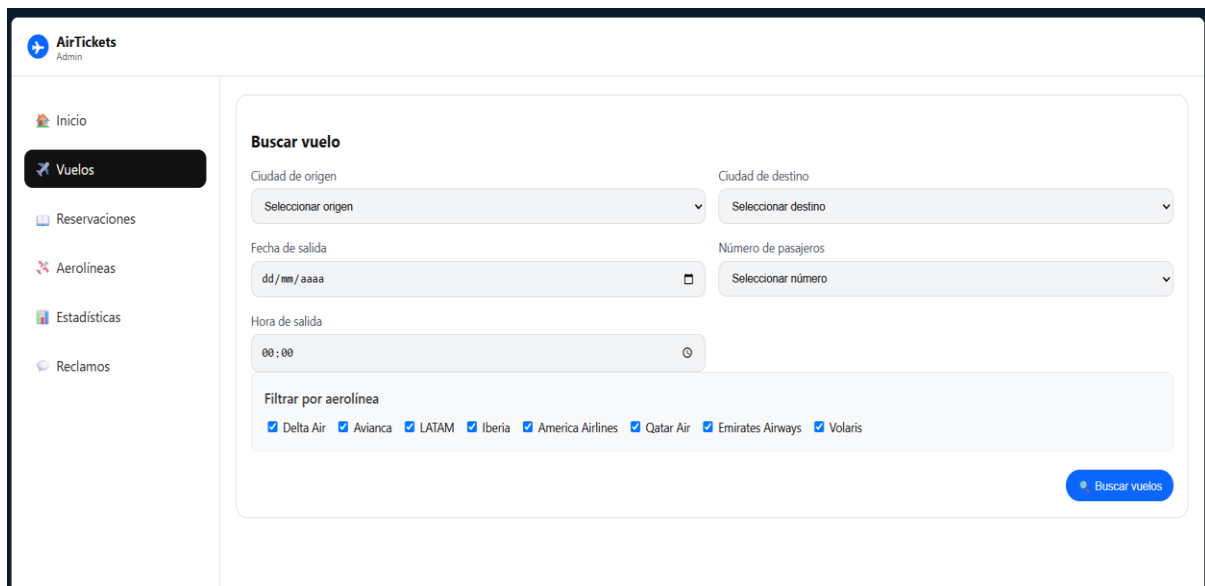 AirTickets
Admin
Inicio
Vuelos
Reservaciones
Aerolíneas
Estadísticas
Reclamos
Buscar vuelo
Ciudad de origen
Seleccionar origen
Ciudad de destino
Seleccionar destino
Fecha de salida
dd/mm/aaaa
Número de pasajeros
Seleccionar número
Hora de salida
00:00
Filtrar por aerolínea
Delta Air Avianca LATAM Iberia America Airlines Qatar Air Emirates Airways Volaris
Buscar vuelos